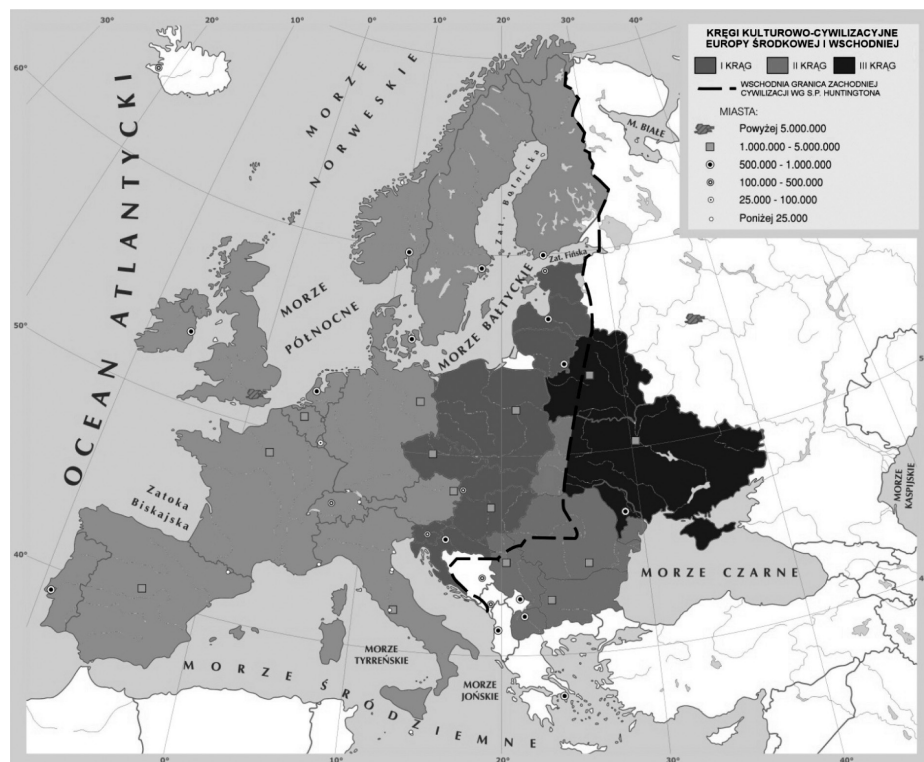 30°
20°
10°
0°
10°
20°
30°
KRĘGI KULTUROWO-CYWILIZACYJNE
EUROPY ŚRODKOWEJ I WSCHODNIEJ
I KRĄG
II KRĄG
III KRĄG
WSCHODNIA GRANICA ZACHODNIEJ
CYWILIZACJI WG S.P. HUNTINGTONA
MIASTA:
Powyżej 5.000.000
1.000.000 - 5.000.000
500.000 - 1.000.000
100.000 - 500.000
25.000 - 100.000
Poniżej 25.000
60°
50°
40°
OCEAN ATLANTYCKI
MORZE
NORWESKIE
M. BIAŁE
Zat. Botnicka
Zat. Fińska
MORZE
PÓŁNOCNE
MORZE BAŁTYCKIE
Zatoka
Biskajska
MORZE
KASPIJSKIE
MORZE CZARNE
MORZE
TYRREŃSKIE
MORZE
JOŃSKIE
MORZE ŚRÓDZIEMNE
0°
10°
20°
30°
40°